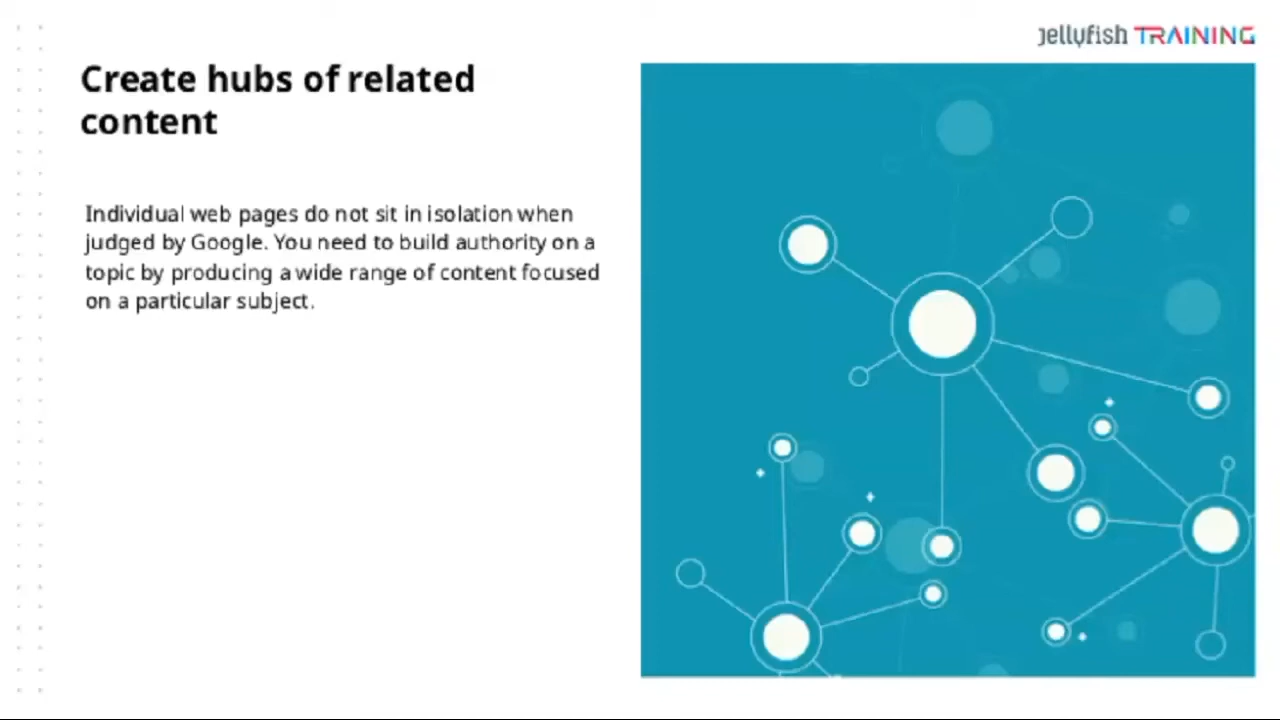 jellyfish TRAINING
Create hubs of related
content
Individual web pages do not sit in isolation when
judged by Google. You need to build authority on a
topic by producing a wide range of content focused
on a particular subject.